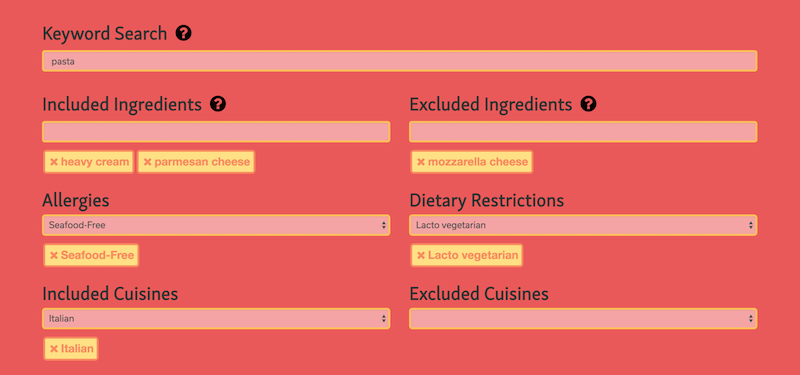 Keyword Search ?
pasta
Included Ingredients ?
Excluded Ingredients ?
× heavy cream × parmesan cheese
× mozzarella cheese
Allergies
Dietary Restrictions
Seafood-Free
Lacto vegetarian
× Seafood-Free
× Lacto vegetarian
Included Cuisines
Excluded Cuisines
Italian
× Italian